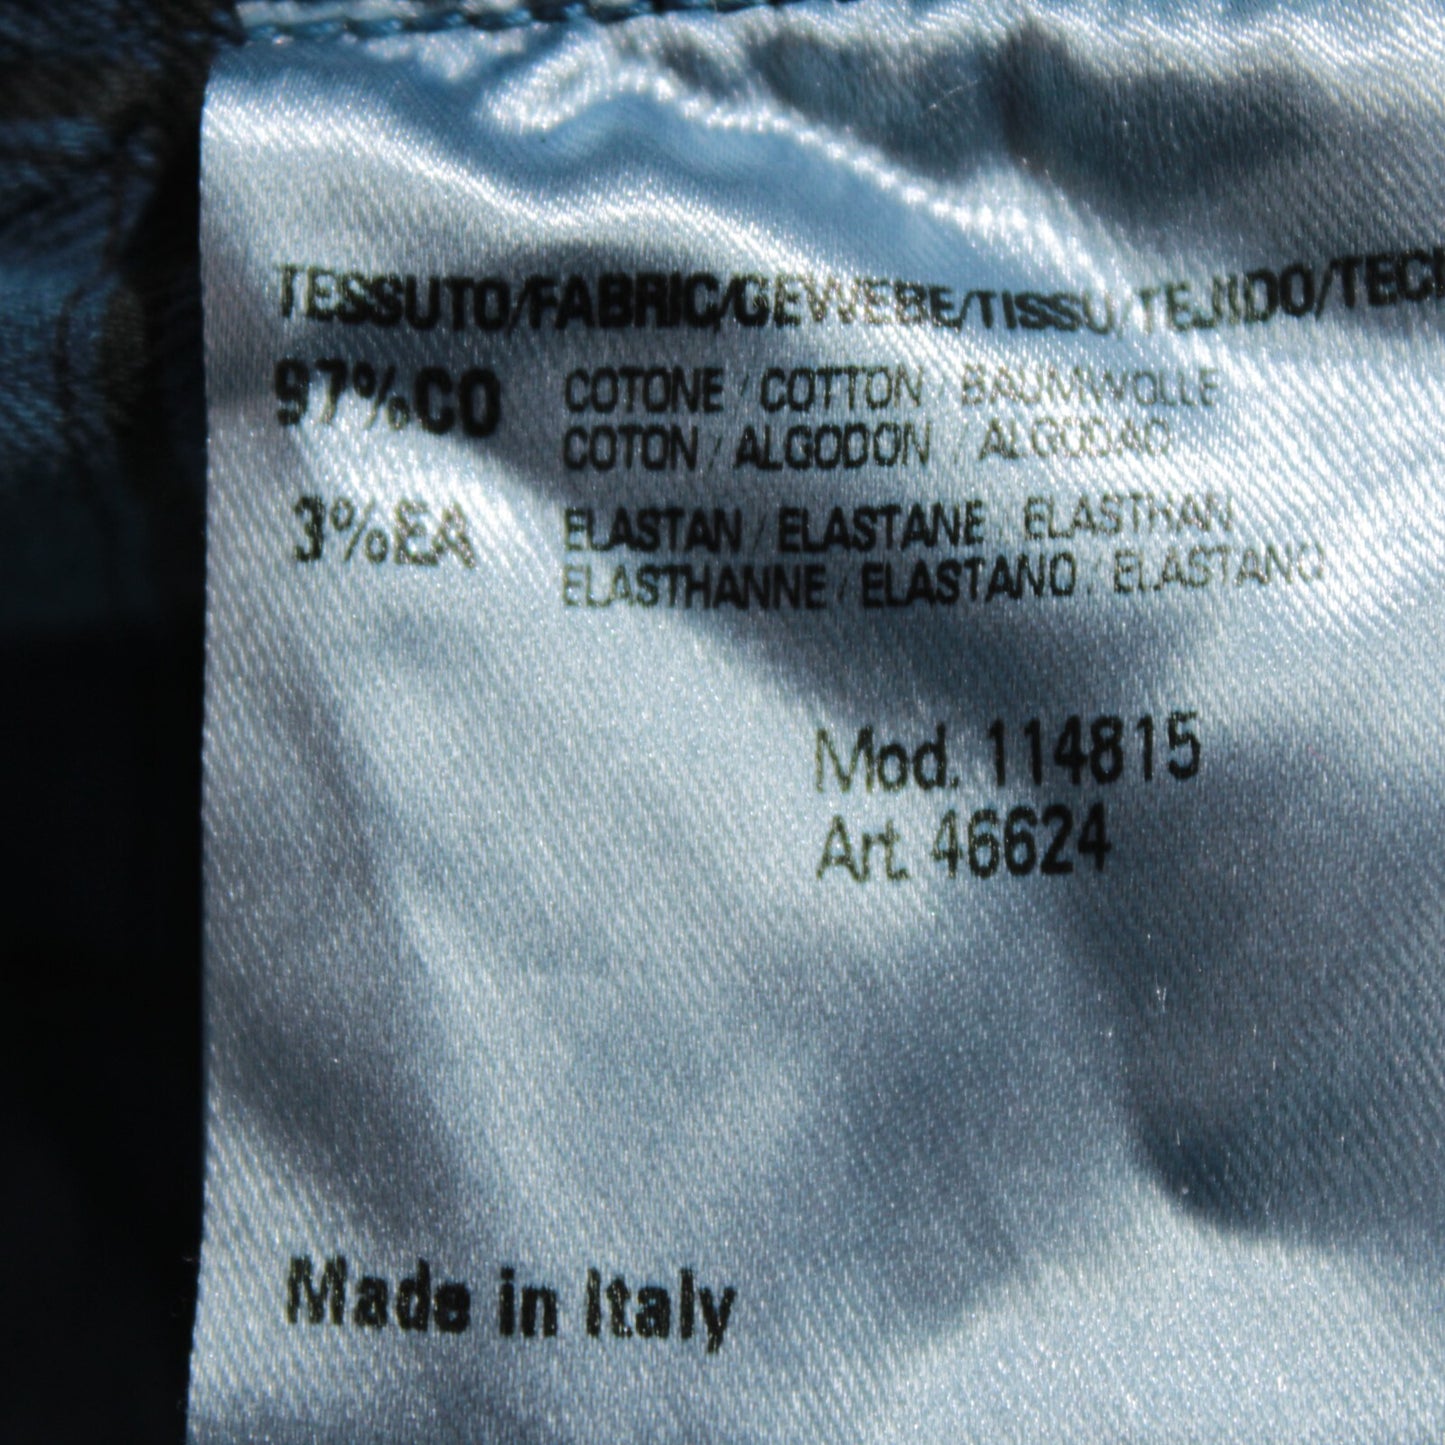 TESSUTO/FABRIC/GEWEBE/TISSU/TEJIDO/
97%CO COTONE / COTTON / BAUMWOLLE
COTON / ALGODON / ALGODAO
3%EA ELASTAN / ELASTANE / ELASTHAN
ELASTHANNE / ELASTANO / ELASTANO
Mod. 114815
Art. 46624
Made in Italy